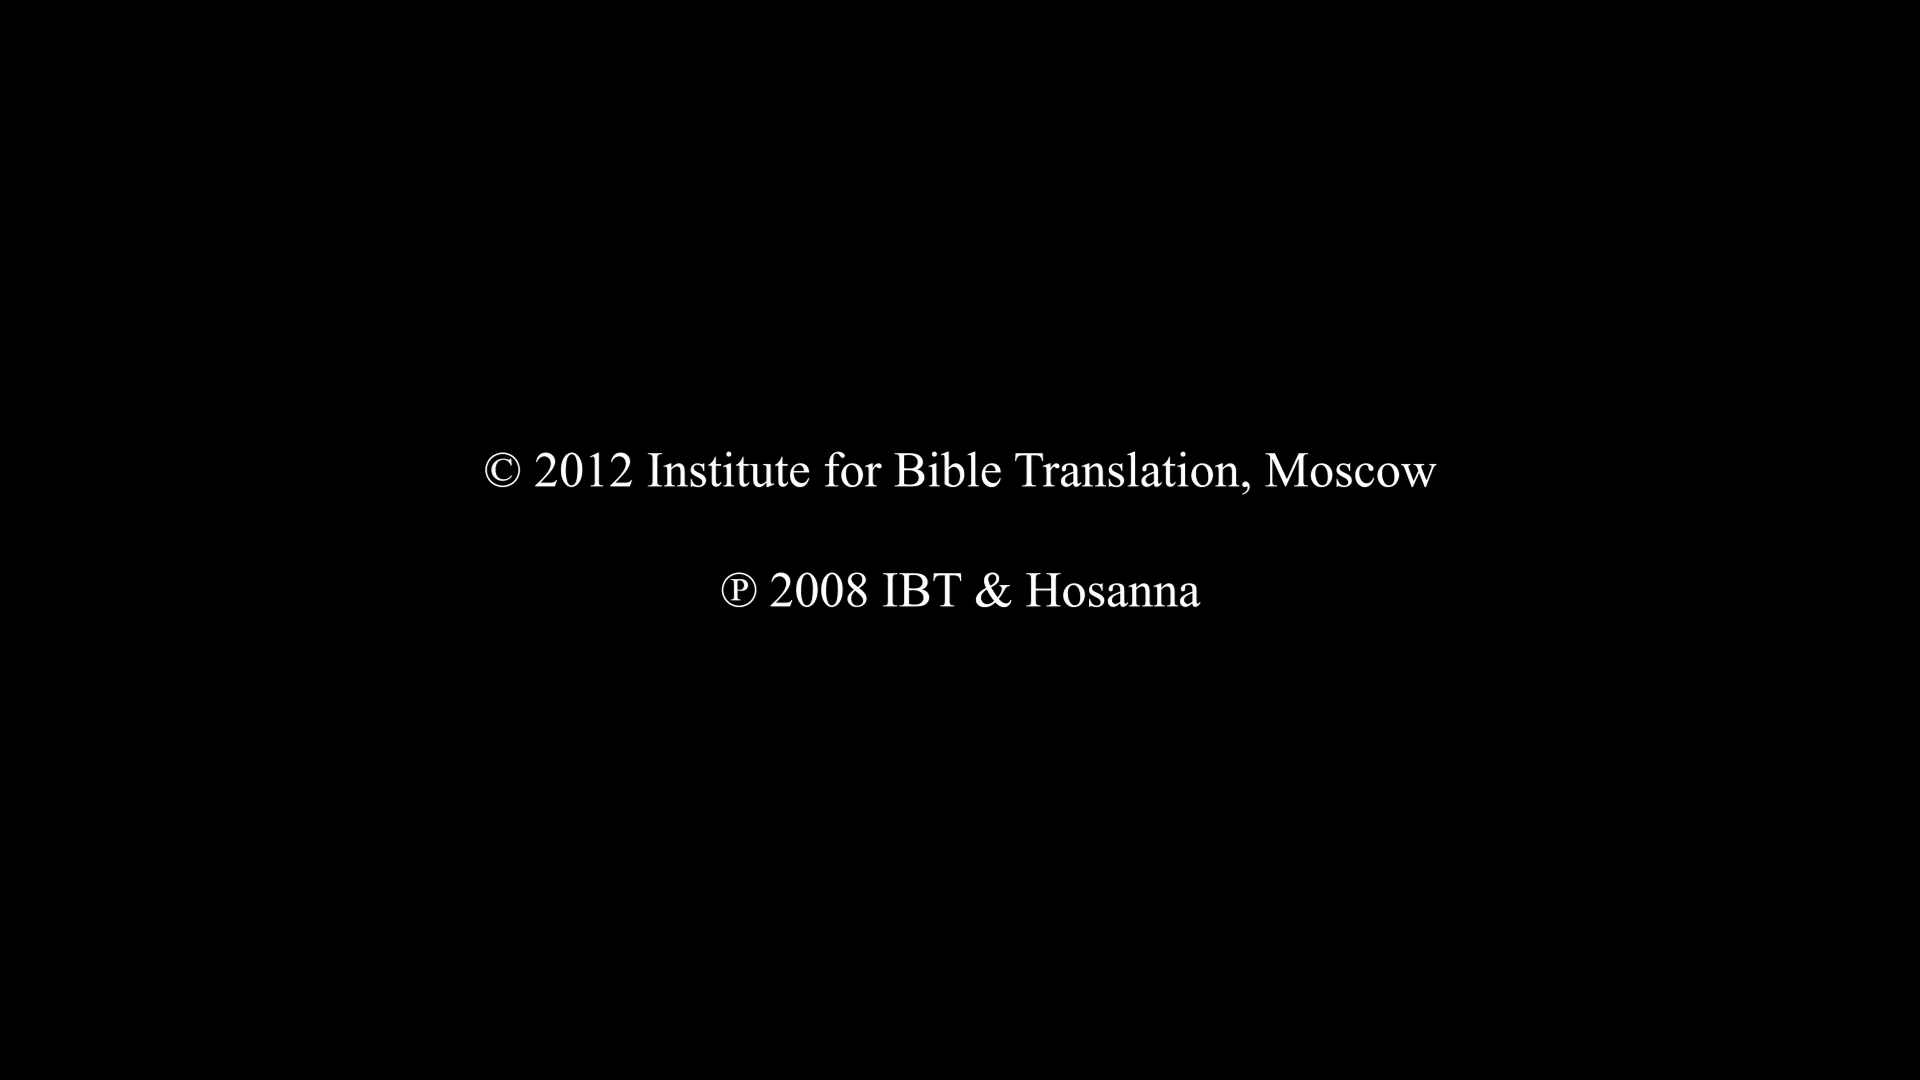 © 2012 Institute for Bible Translation, Moscow
℗ 2008 IBT & Hosanna